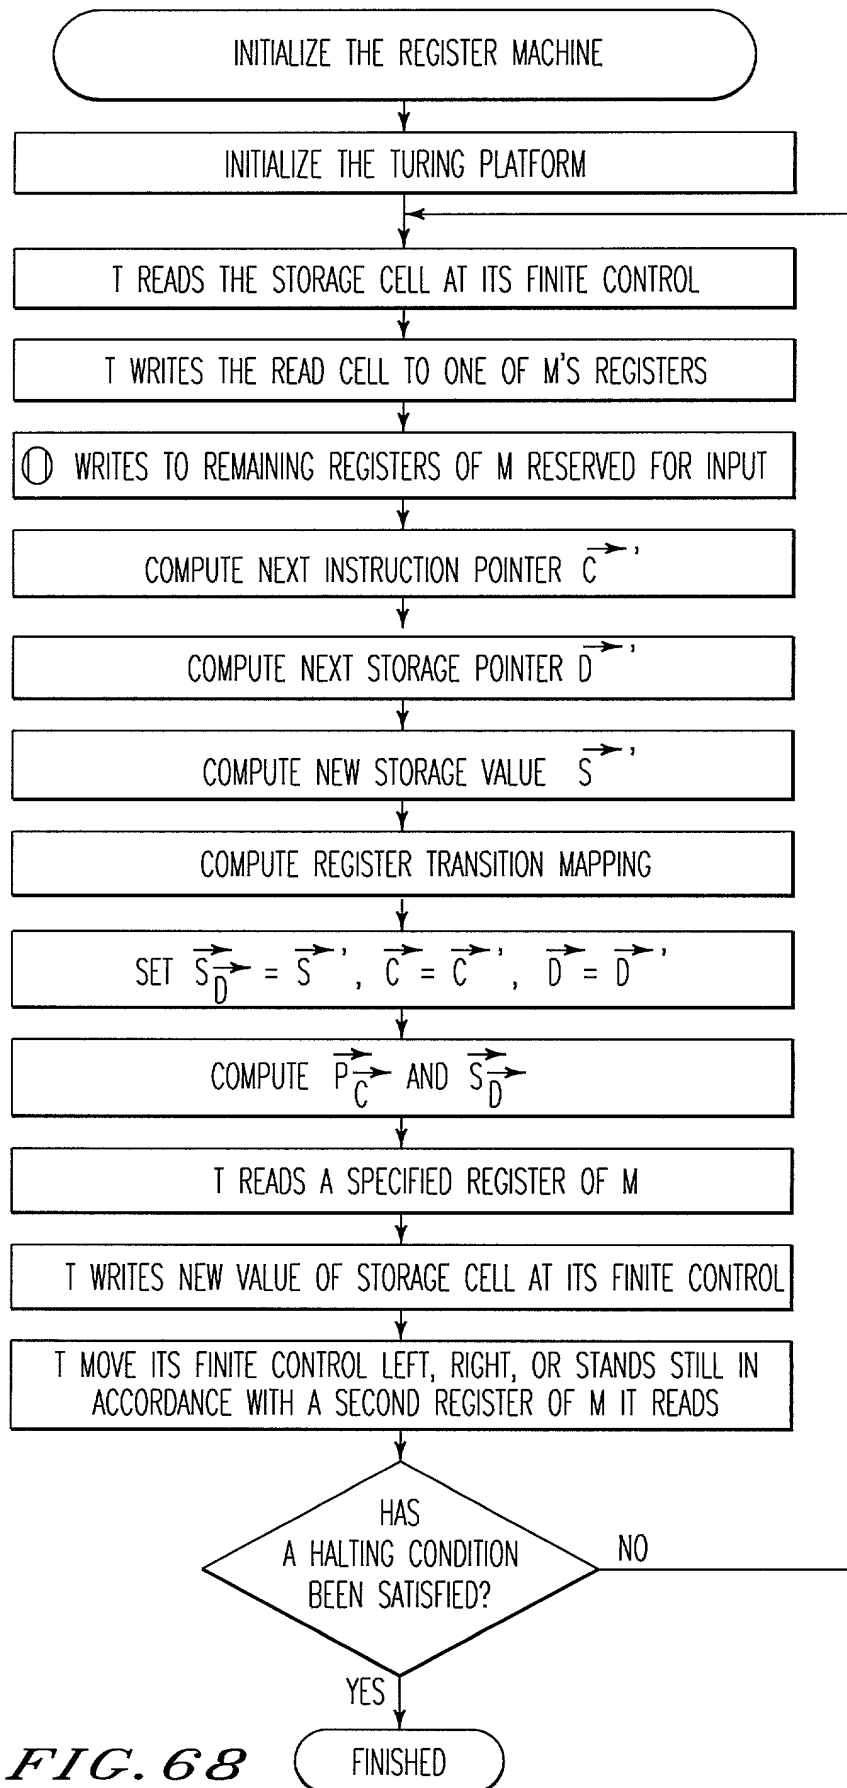 INITIALIZE THE REGISTER MACHINE
INITIALIZE THE TURING PLATFORM
T READS THE STORAGE CELL AT ITS FINITE CONTROL
T WRITES THE READ CELL TO ONE OF M'S REGISTERS
WRITES TO REMAINING REGISTERS OF M RESERVED FOR INPUT
COMPUTE NEXT INSTRUCTION POINTER C⃗'
COMPUTE NEXT STORAGE POINTER D⃗'
COMPUTE NEW STORAGE VALUE S⃗'
COMPUTE REGISTER TRANSITION MAPPING
SET S⃗_D⃗ = S⃗', C⃗ = C⃗', D⃗ = D⃗'
COMPUTE P⃗_C⃗ AND S⃗_D⃗
T READS A SPECIFIED REGISTER OF M
T WRITES NEW VALUE OF STORAGE CELL AT ITS FINITE CONTROL
T MOVE ITS FINITE CONTROL LEFT, RIGHT, OR STANDS STILL IN
ACCORDANCE WITH A SECOND REGISTER OF M IT READS
HAS
A HALTING CONDITION
BEEN SATISFIED?
NO
YES
FINISHED
FIG. 68